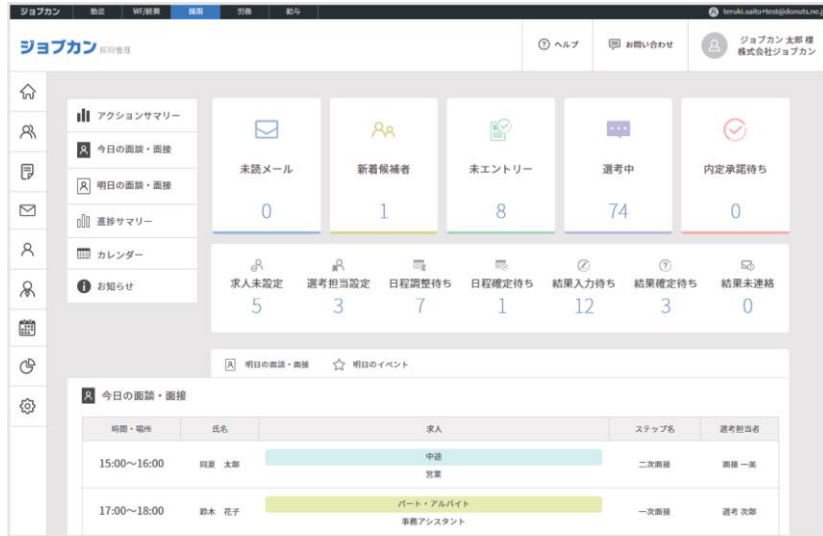 ジョブカン 勤怠 WF/経費 採用 労務 給与 teruki.saito+test@donuts.ne.j
ジョブカン 採用管理 ヘルプ お問い合わせ ジョブカン 太郎 様
株式会社ジョブカン
アクションサマリー
今日の面談・面接
明日の面談・面接
進捗サマリー
カレンダー
お知らせ
未読メール 新着候補者 未エントリー 選考中 内定承諾待ち
0 1 8 74 0
求人未設定 選考担当設定 日程調整待ち 日程確定待ち 結果入力待ち 結果確定待ち 結果未連絡
5 3 7 1 12 3 0
明日の面談・面接 明日のイベント
今日の面談・面接
時間・場所 氏名 求人 ステップ名 選考担当者
15:00～16:00 太郎 中途 二次面接 面接 一美
営業
17:00～18:00 鈴木 花子 パート・アルバイト 一次面接 選考 次郎
事務アシスタント